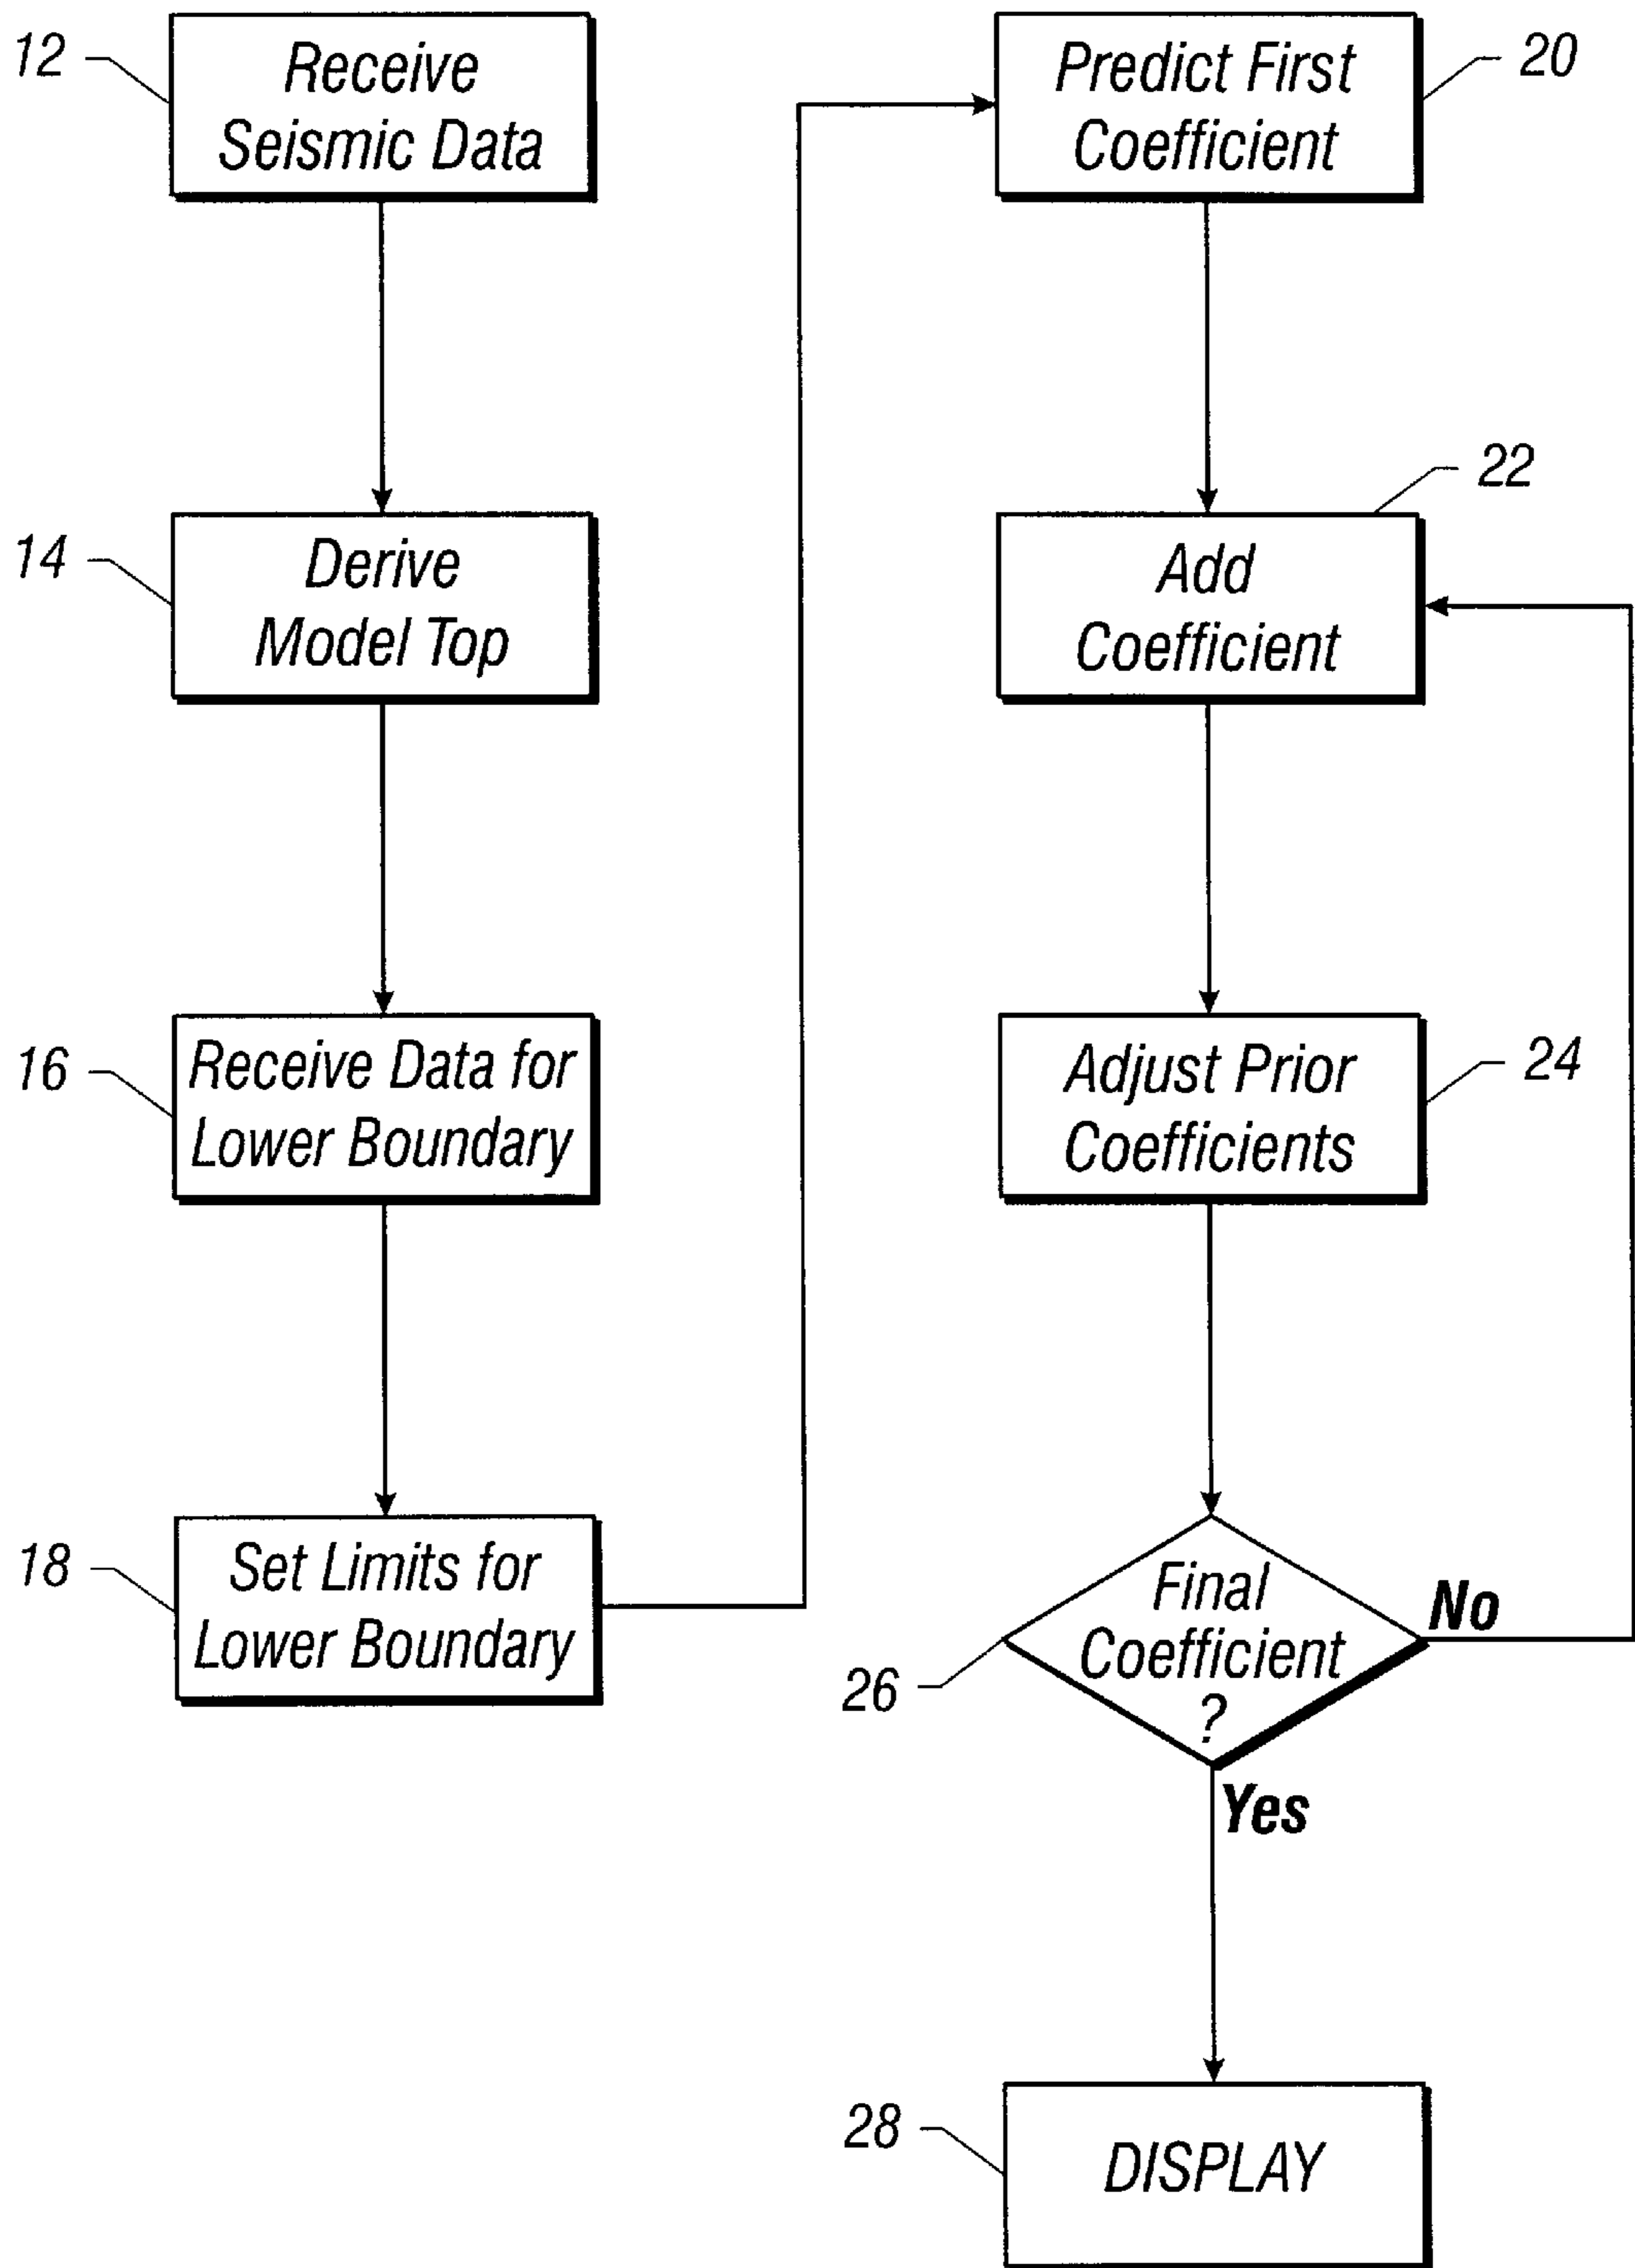 12
Receive
Seismic Data
14
Derive
Model Top
16
Receive Data for
Lower Boundary
18
Set Limits for
Lower Boundary
Predict First
Coefficient
20
Add
Coefficient
22
Adjust Prior
Coefficients
24
Final
Coefficient
?
26
No
Yes
28
DISPLAY